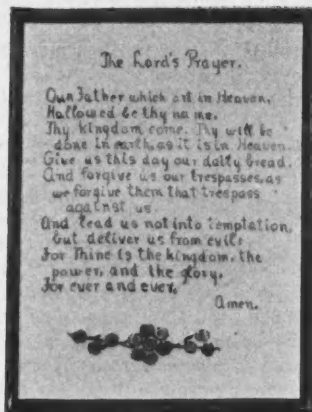 The Lord's Prayer.
Our Father which art in Heaven,
Hallowed be thy name.
Thy kingdom come. Thy will be
done in earth, as it is in Heaven
Give us this day our daily bread.
And forgive us our trespasses, as
we forgive them that trespass
against us.
And lead us not into temptation,
but deliver us from evil:
For Thine is the kingdom, the
power, and the glory,
For ever and ever,
Amen.